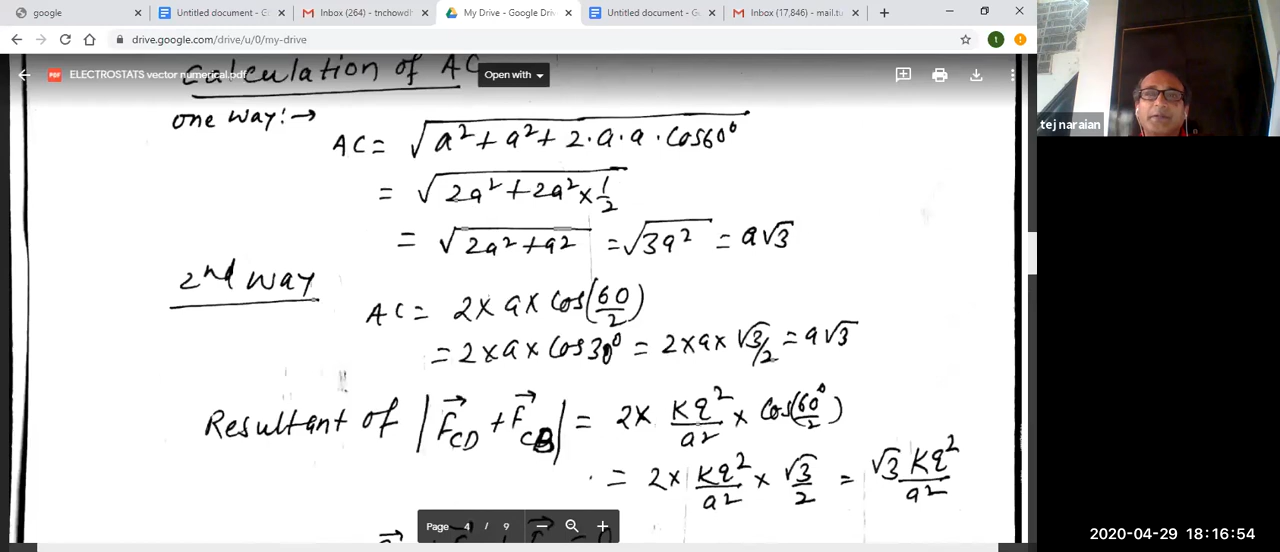 google
Untitled document - G
Inbox (264) - tnchowdh
My Drive - Google Driv
Untitled document - Go
Inbox (17,846) - mail.tu
drive.google.com/drive/u/0/my-drive
t
PDF ELECTROSTATS vector numerical.pdf
Open with
Calculation of AC
one way:→
AC = √(a² + a² + 2·a·a·cos60°)
= √(2a² + 2a² × 1/2)
= √(2a² + a²) = √(3a²) = a√3
2nd way
AC = 2 × a × cos(60/2)
= 2 × a × cos30° = 2 × a × √3/2 = a√3
Resultant of |F⃗CD + F⃗CB| = 2 × Kq²/a² × cos(60°/2)
= 2 × Kq²/a² × √3/2 = √3 Kq²/a²
Page 4 / 9
tej naraian
2020-04-29 18:16:54